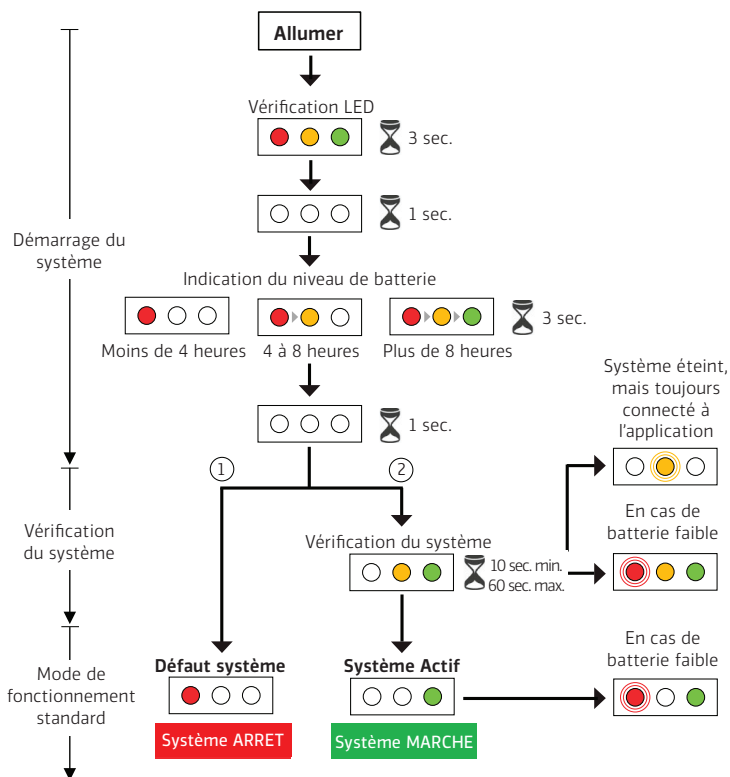 Allumer
Vérification LED
3 sec.
1 sec.
Démarrage du
système
Indication du niveau de batterie
3 sec.
Moins de 4 heures
4 à 8 heures
Plus de 8 heures
1 sec.
Système éteint,
mais toujours
connecté à
l'application
1
2
Vérification
du système
Vérification du système
10 sec. min.
60 sec. max.
En cas de
batterie faible
Mode de
fonctionnement
standard
Défaut système
Système ARRET
Système Actif
Système MARCHE
En cas de
batterie faible